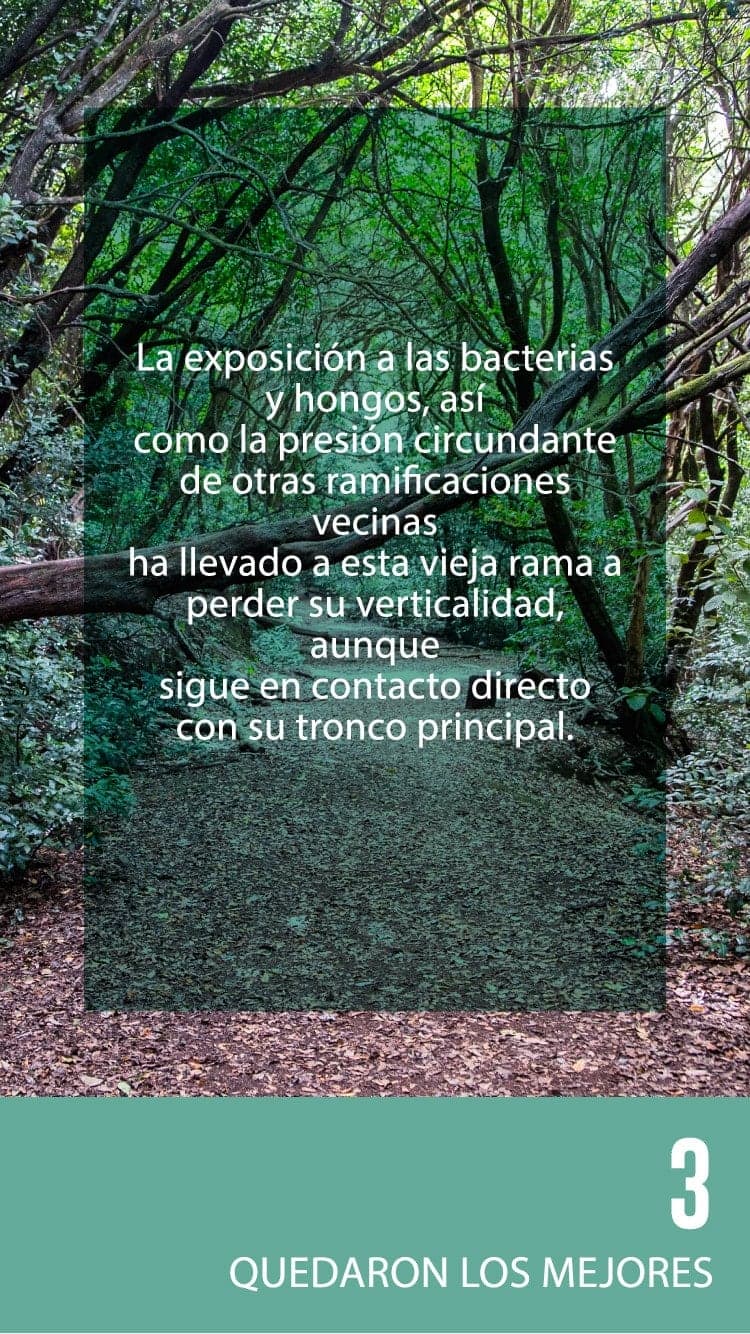 La exposición a las bacterias
y hongos, así
como la presión circundante
de otras ramificaciones
vecinas
ha llevado a esta vieja rama a
perder su verticalidad,
aunque
sigue en contacto directo
con su tronco principal.
3
QUEDARON LOS MEJORES